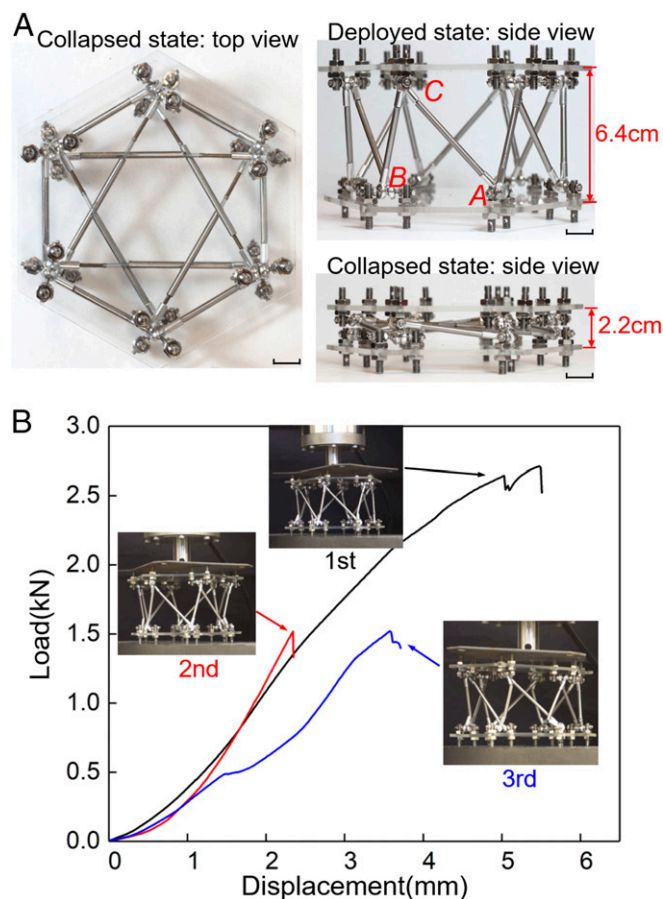 A
Collapsed state: top view
Deployed state: side view
C
B
A
6.4cm
Collapsed state: side view
2.2cm
B
3.0
2.5
2.0
1.5
1.0
0.5
0.0
Load(kN)
1st
2nd
3rd
0 1 2 3 4 5 6
Displacement(mm)